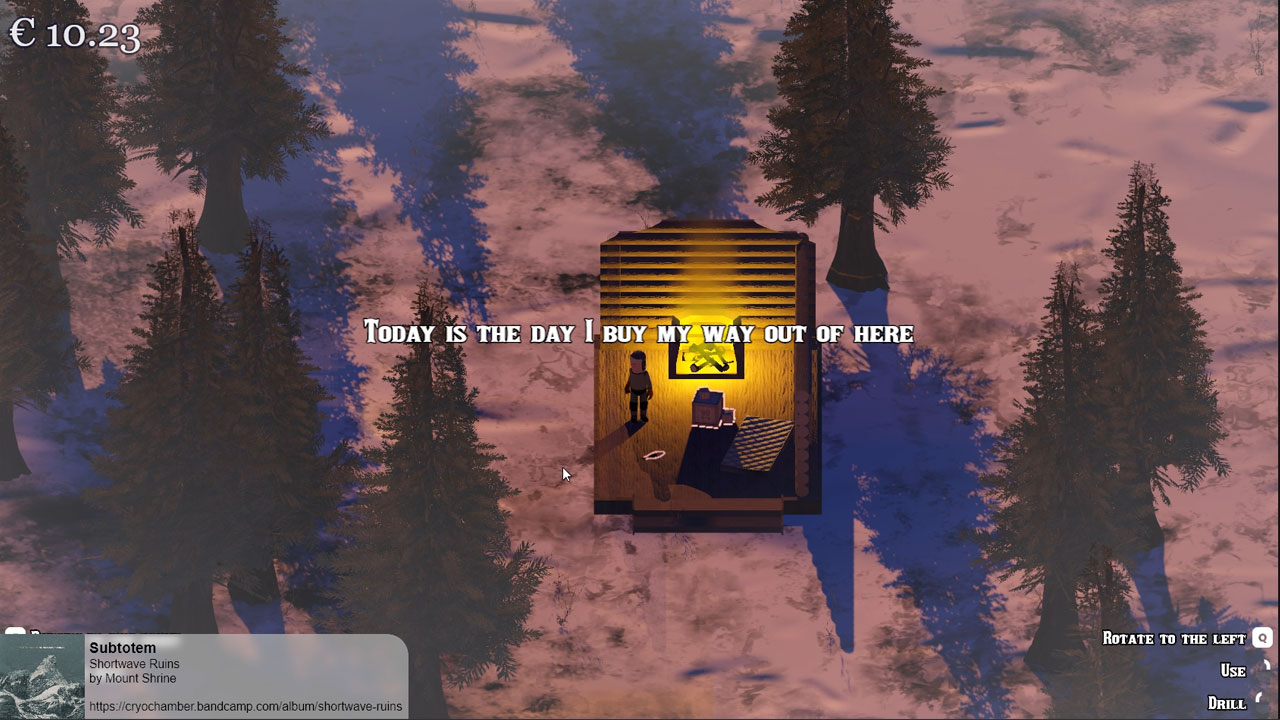 € 10.23
Today is the day I buy my way out of here
Subtotem
Shortwave Ruins
by Mount Shrine
https://cryochamber.bandcamp.com/album/shortwave-ruins
Rotate to the left Q
Use
Drill